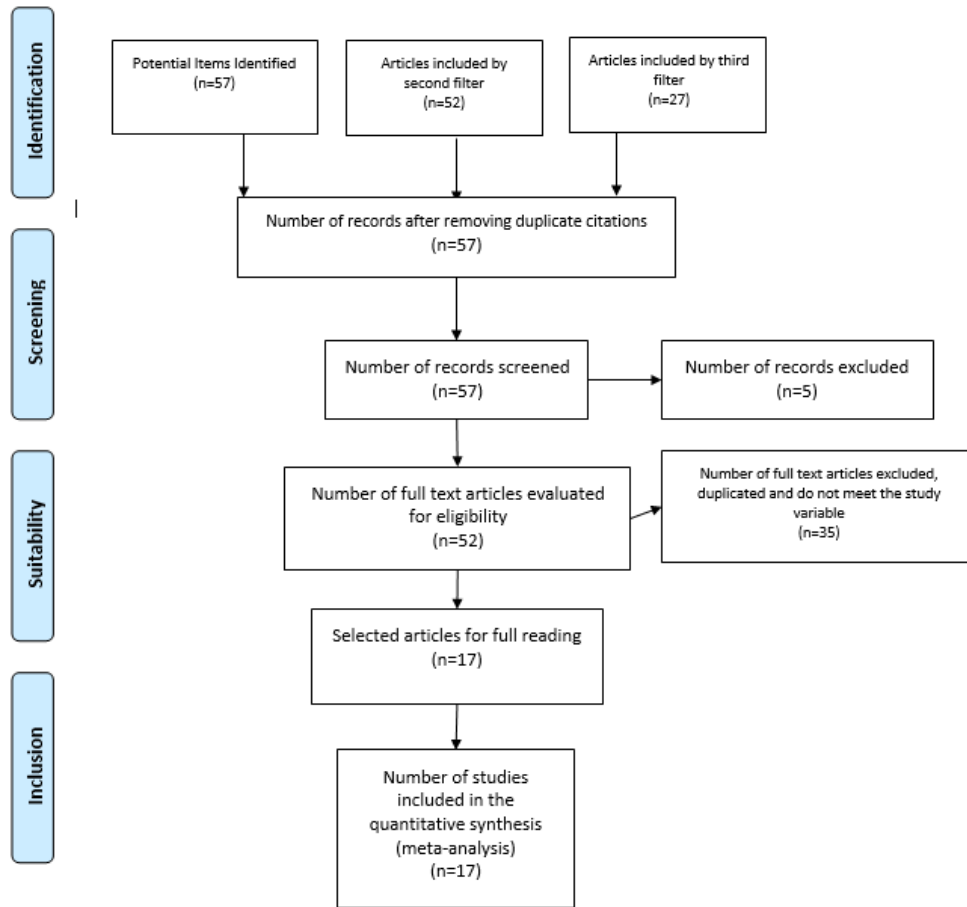 Identification
Potential Items Identified
(n=57)
Articles included by
second filter
(n=52)
Articles included by third
filter
(n=27)
Number of records after removing duplicate citations
(n=57)
Screening
Number of records screened
(n=57)
Number of records excluded
(n=5)
Suitability
Number of full text articles evaluated
for eligibility
(n=52)
Number of full text articles excluded,
duplicated and do not meet the study
variable
(n=35)
Selected articles for full reading
(n=17)
Inclusion
Number of studies
included in the
quantitative synthesis
(meta-analysis)
(n=17)